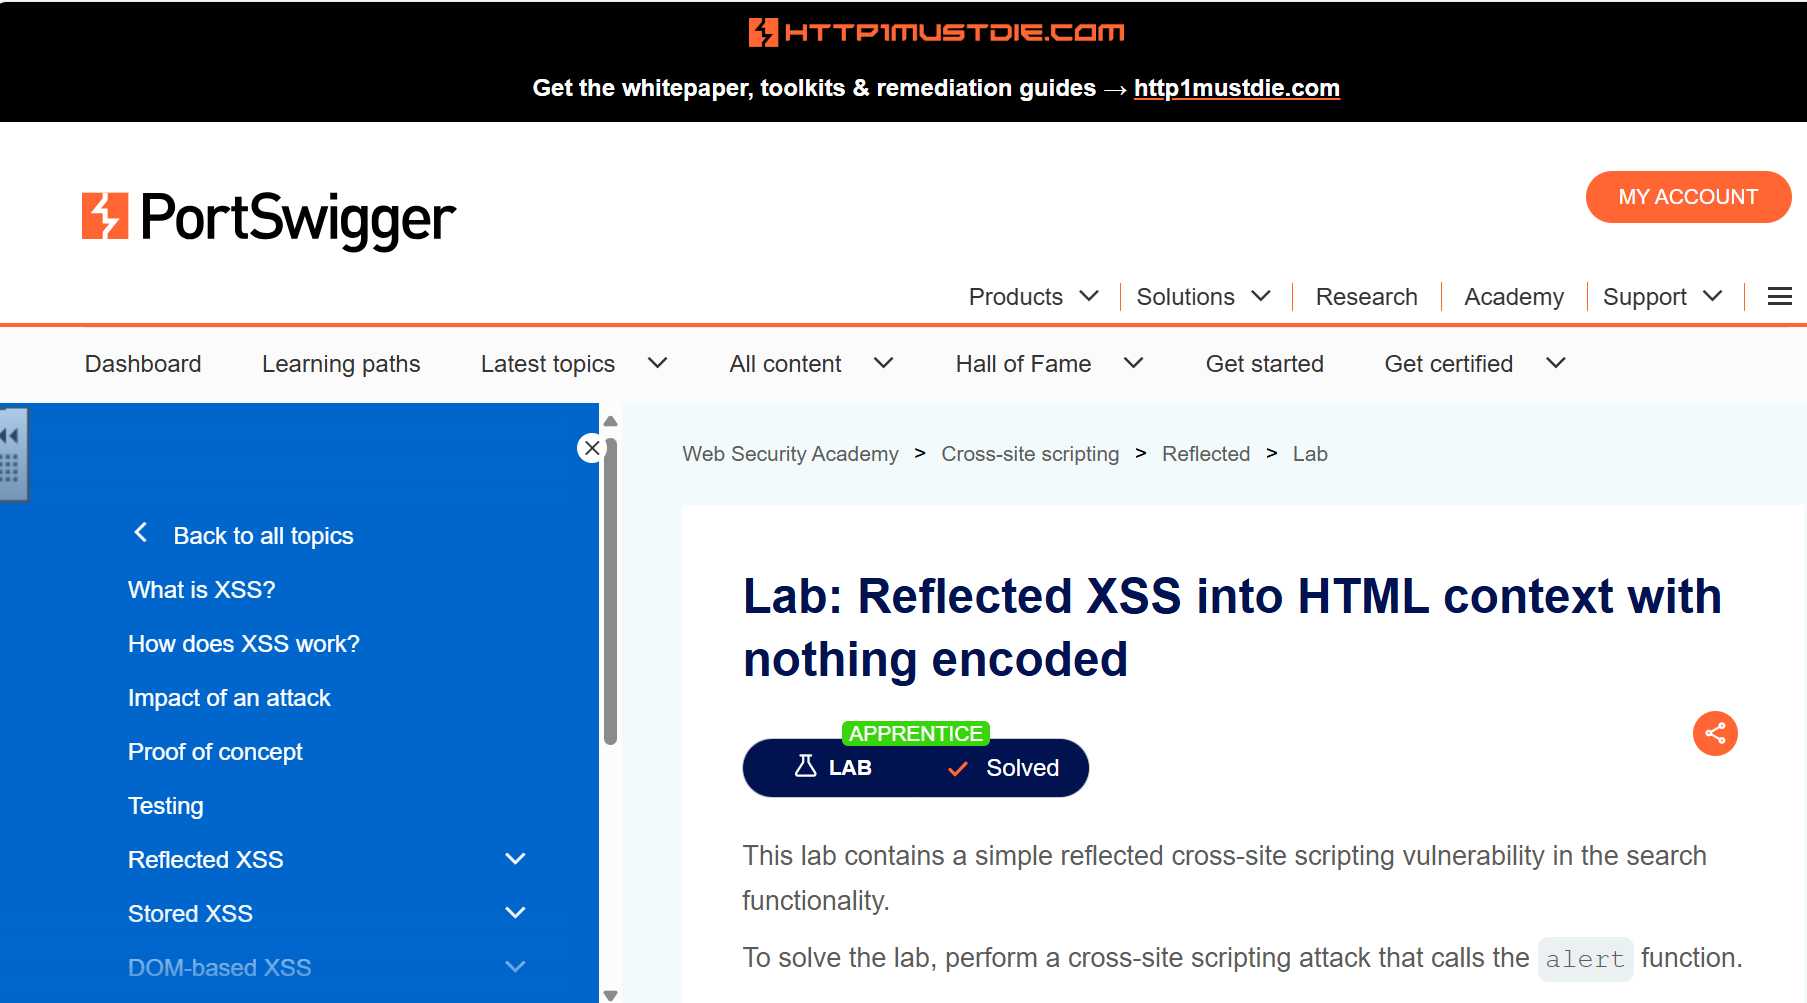 HTTP1MUSTDIE.COM
Get the whitepaper, toolkits & remediation guides → http1mustdie.com
PortSwigger
MY ACCOUNT
Products
Solutions
Research
Academy
Support
Dashboard
Learning paths
Latest topics
All content
Hall of Fame
Get started
Get certified
Back to all topics
What is XSS?
How does XSS work?
Impact of an attack
Proof of concept
Testing
Reflected XSS
Stored XSS
DOM-based XSS
Web Security Academy > Cross-site scripting > Reflected > Lab
Lab: Reflected XSS into HTML context with
nothing encoded
APPRENTICE
LAB
Solved
This lab contains a simple reflected cross-site scripting vulnerability in the search
functionality.
To solve the lab, perform a cross-site scripting attack that calls the alert function.